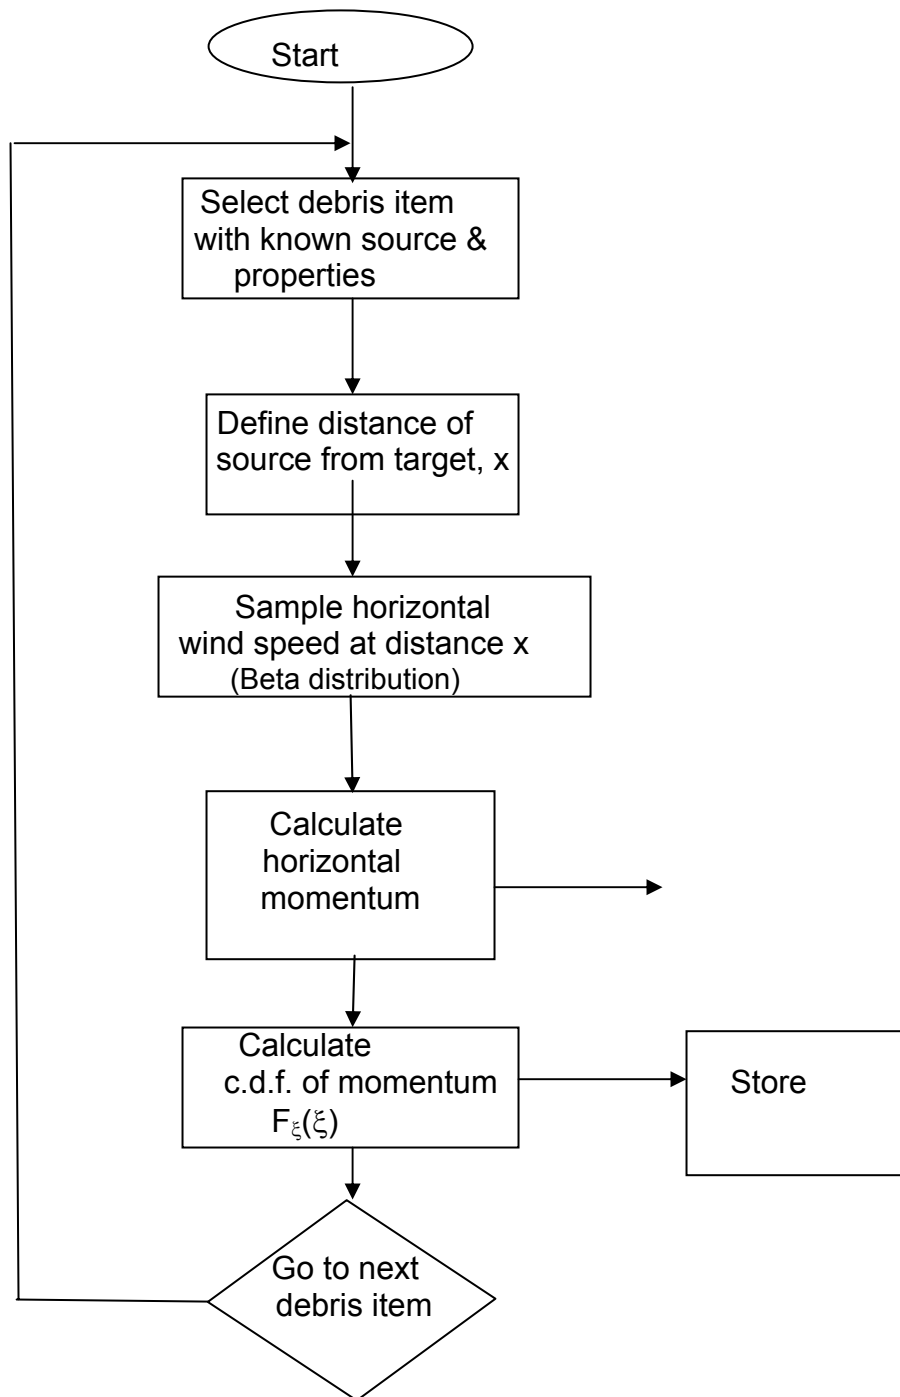 Start
Select debris item
with known source &
properties
Define distance of
source from target, x
Sample horizontal
wind speed at distance x
(Beta distribution)
Calculate
horizontal
momentum
Calculate
c.d.f. of momentum
Fξ(ξ)
Store
Go to next
debris item